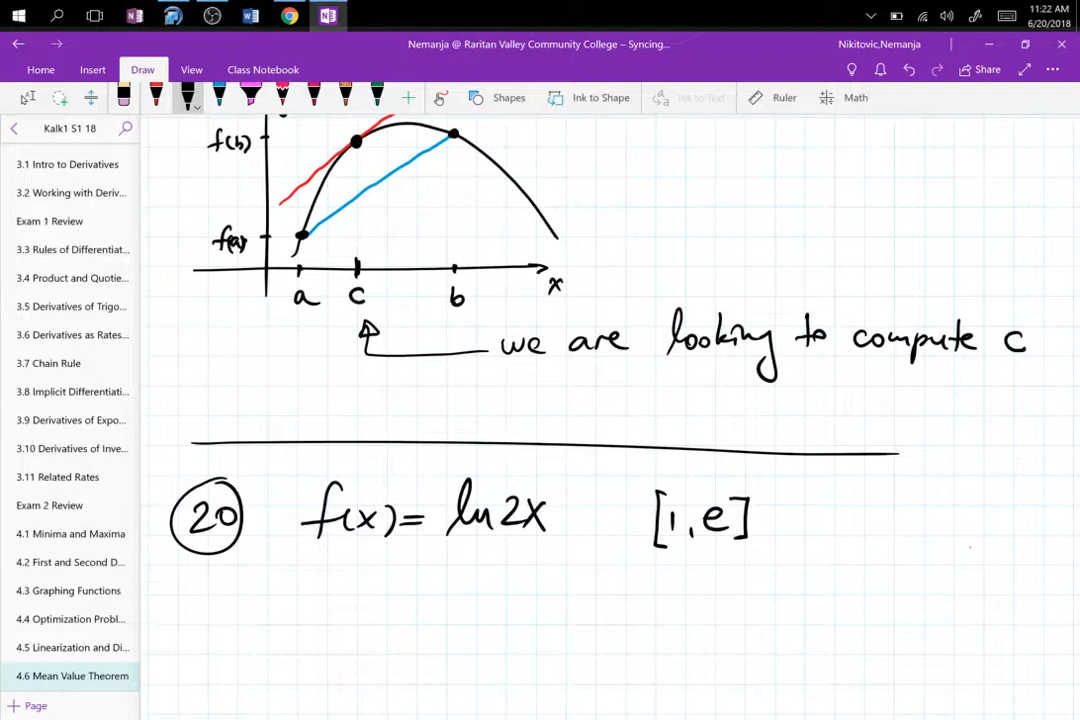 11:22 AM
6/20/2018
Nemanja @ Raritan Valley Community College – Syncing...
Nikitovic,Nemanja
Home Insert Draw View Class Notebook Share
Shapes Ink to Shape Ink to Text Ruler Math
Kalk1 S1 18
3.1 Intro to Derivatives
3.2 Working with Deriv...
Exam 1 Review
3.3 Rules of Differentiat...
3.4 Product and Quotie...
3.5 Derivatives of Trigo...
3.6 Derivatives as Rates...
3.7 Chain Rule
3.8 Implicit Differentiati...
3.9 Derivatives of Expo...
3.10 Derivatives of Inve...
3.11 Related Rates
Exam 2 Review
4.1 Minima and Maxima
4.2 First and Second D...
4.3 Graphing Functions
4.4 Optimization Probl...
4.5 Linearization and Di...
4.6 Mean Value Theorem
Page
f(b)
f(a)
a c b x
we are looking to compute c
20 f(x)= ln2x [1,e]